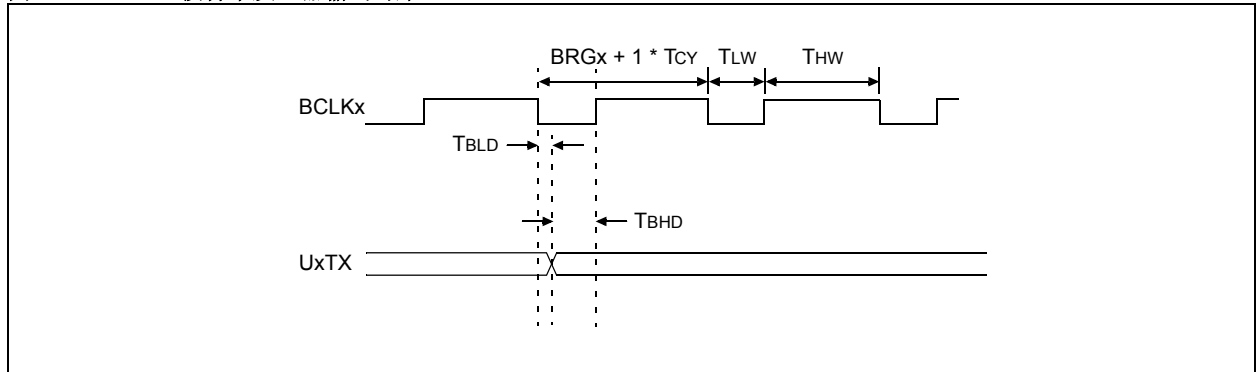 BRGx + 1 * TCY TLW THW
BCLKx
TBLD
TBHD
UxTX